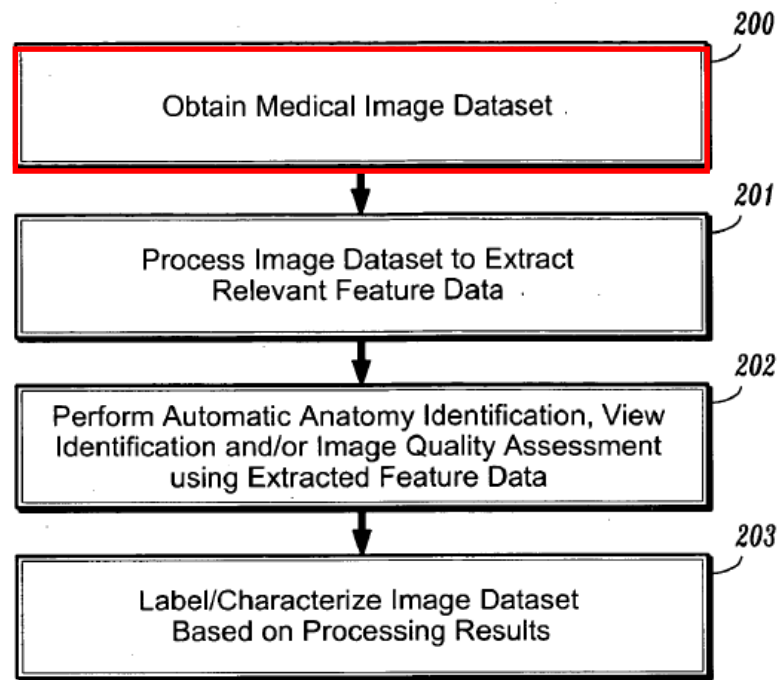 200
Obtain Medical Image Dataset
201
Process Image Dataset to Extract
Relevant Feature Data
202
Perform Automatic Anatomy Identification, View
Identification and/or Image Quality Assessment
using Extracted Feature Data
203
Label/Characterize Image Dataset
Based on Processing Results